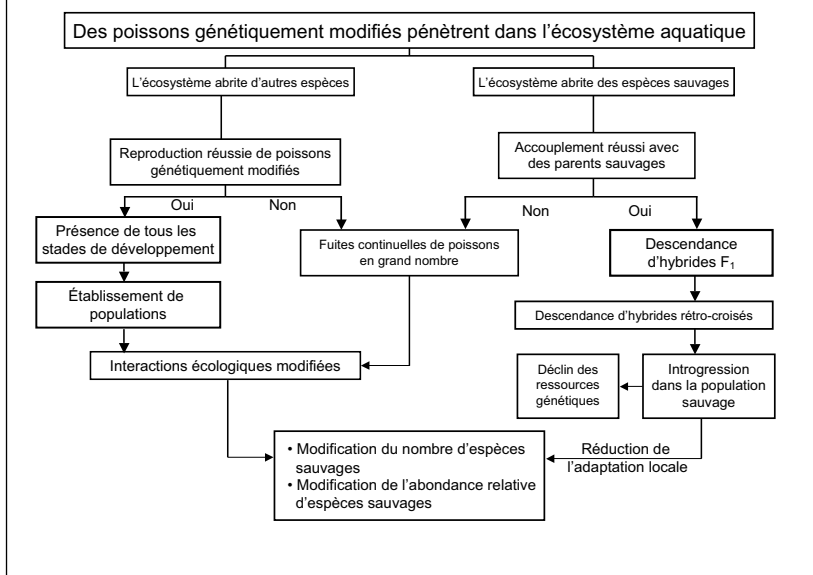 Des poissons génétiquement modifiés pénètrent dans l'écosystème aquatique
L'écosystème abrite d'autres espèces
L'écosystème abrite des espèces sauvages
Reproduction réussie de poissons
génétiquement modifiés
Accouplement réussi avec
des parents sauvages
Oui
Non
Non
Oui
Présence de tous les
stades de développement
Fuites continuelles de poissons
en grand nombre
Descendance
d'hybrides F₁
Établissement de
populations
Descendance d'hybrides rétro-croisés
Interactions écologiques modifiées
Déclin des
ressources
génétiques
Introgression
dans la population
sauvage
• Modification du nombre d'espèces
sauvages
• Modification de l'abondance relative
d'espèces sauvages
Réduction de
l'adaptation locale